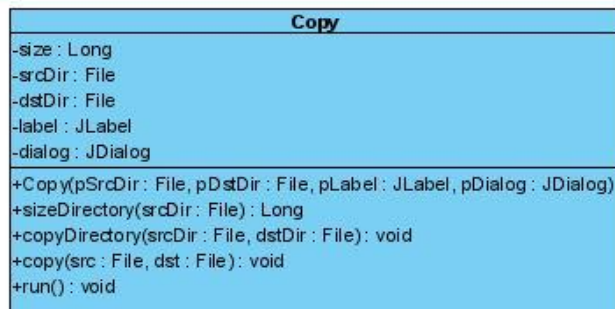 Copy
-size : Long
-srcDir : File
-dstDir : File
-label : JLabel
-dialog : JDialog
+Copy(pSrcDir : File, pDstDir : File, pLabel : JLabel, pDialog : JDialog)
+sizeDirectory(srcDir : File) : Long
+copyDirectory(srcDir : File, dstDir : File) : void
+copy(src : File, dst : File) : void
+run() : void